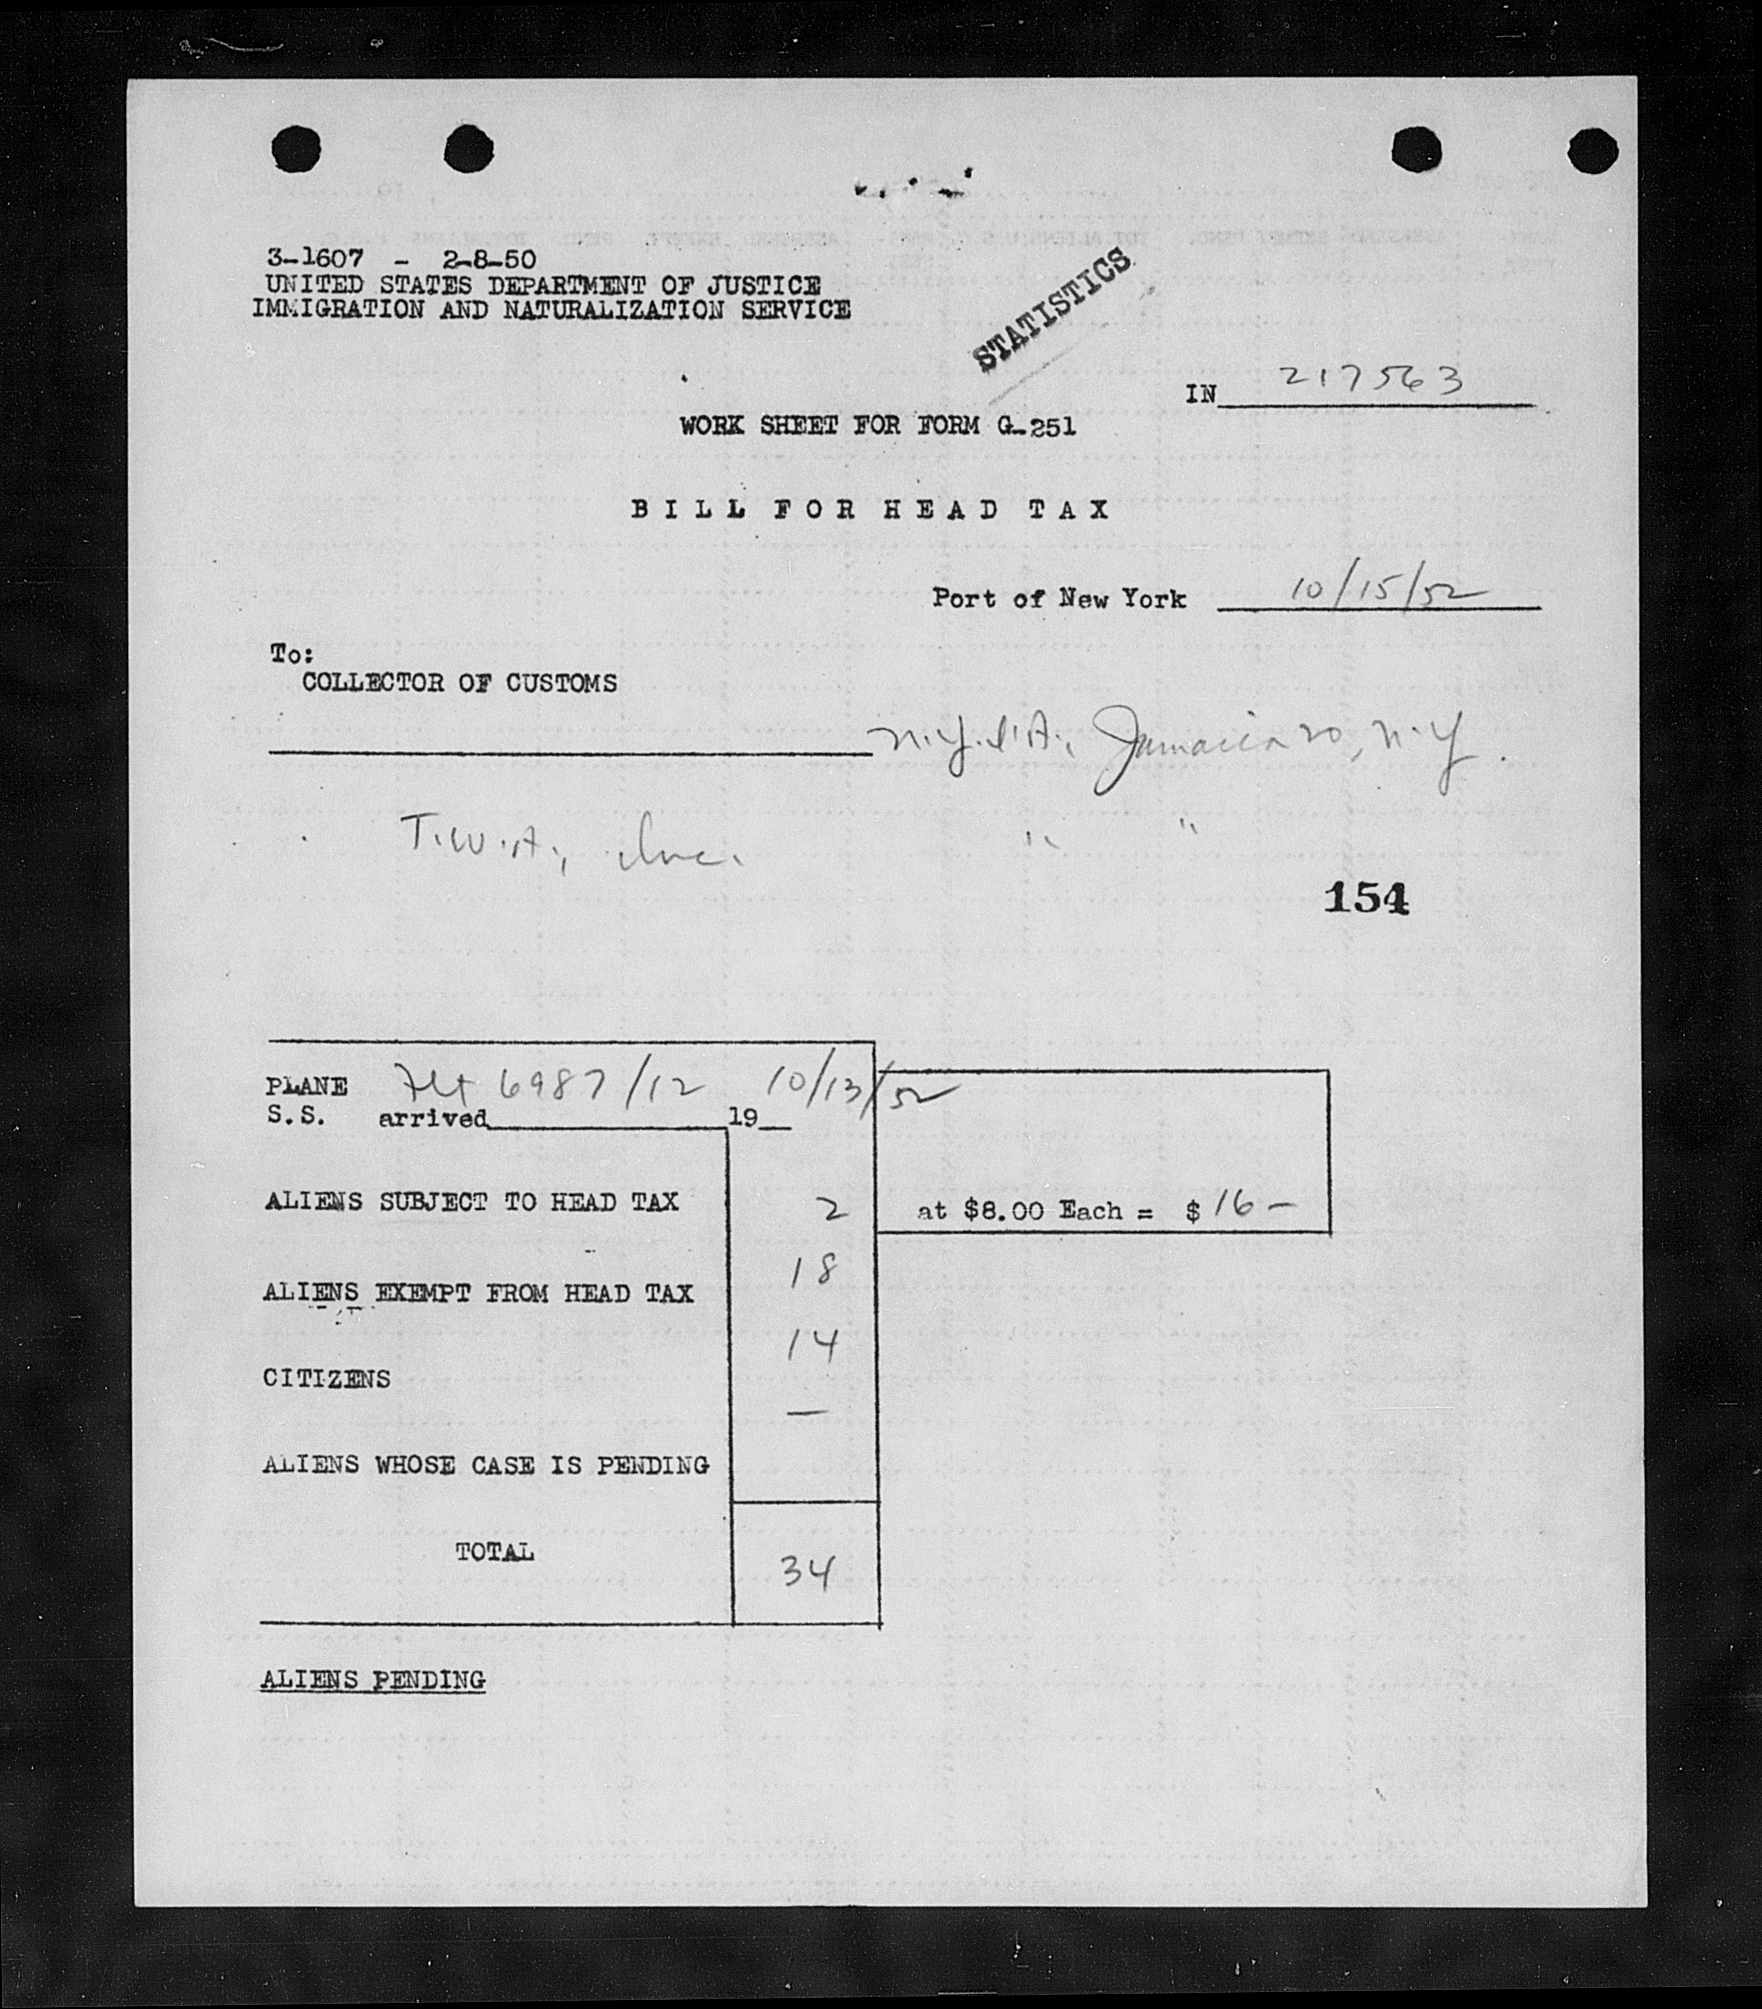 3-1607 - 2-8-50
UNITED STATES DEPARTMENT OF JUSTICE
IMMIGRATION AND NATURALIZATION SERVICE
STATISTICS
IN 217563
WORK SHEET FOR FORM G-251
BILL FOR HEAD TAX
Port of New York 10/15/52
To:
COLLECTOR OF CUSTOMS
N.Y.I.A., Jamaica 30, N.Y.
T.W.A., Inc. " "
154
PLANE Flt 6987/12 10/13/52
S.S. arrived 19
ALIENS SUBJECT TO HEAD TAX 2 at $8.00 Each = $ 16 -
ALIENS EXEMPT FROM HEAD TAX 18
CITIZENS 14
ALIENS WHOSE CASE IS PENDING —
TOTAL 34
ALIENS PENDING